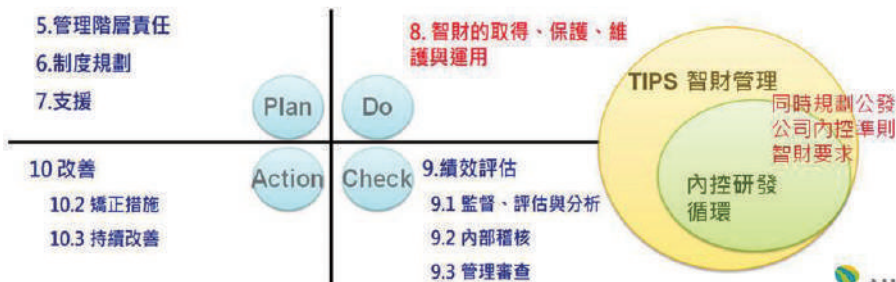 5.管理階層責任
6.制度規劃
7.支援
Plan
8. 智財的取得、保護、維
護與運用
Do
10 改善
10.2 矯正措施
10.3 持續改善
Action
Check
9.績效評估
9.1 監督、評估與分析
9.2 內部稽核
9.3 管理審查
TIPS 智財管理
同時規劃公發
公司內控準則
智財要求
內控研發
循環